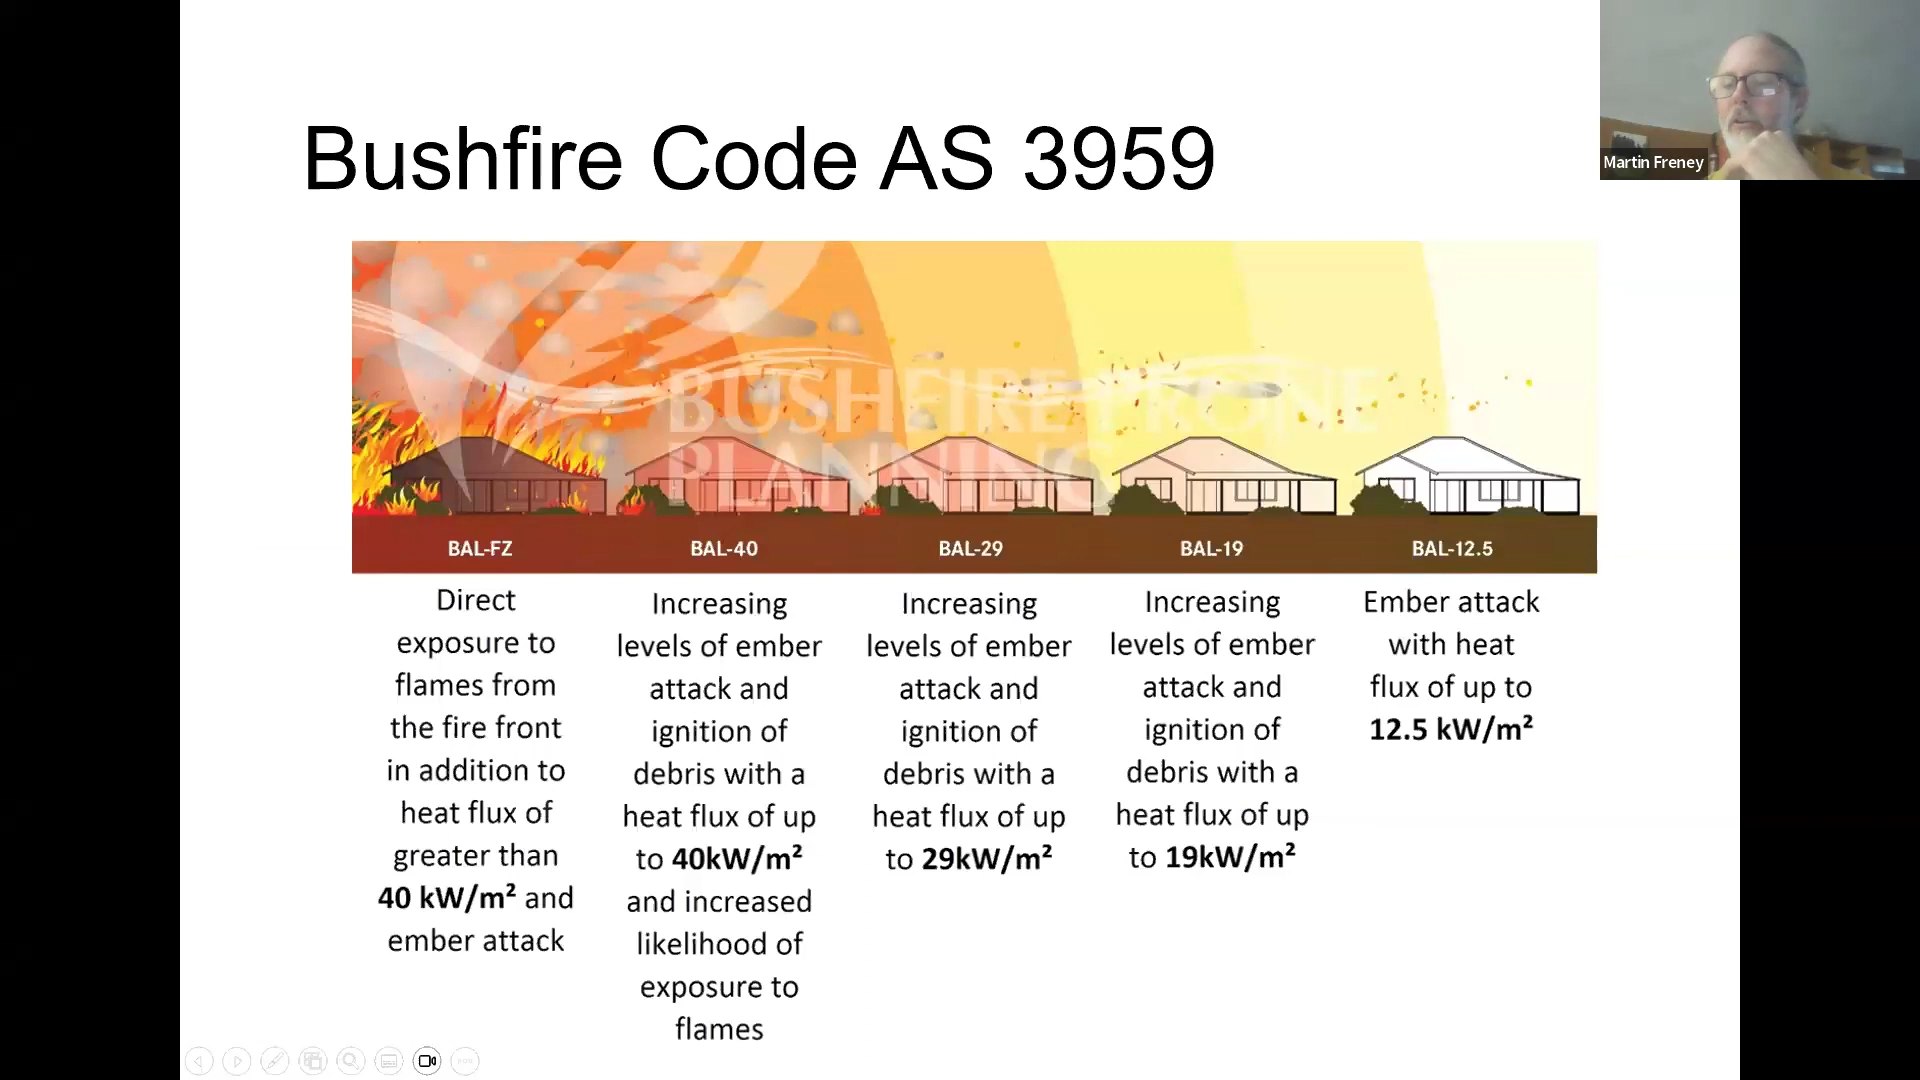 Martin Freney
Bushfire Code AS 3959
BUSHFIRE PRONE
PLANNING
BAL-FZ
BAL-40
BAL-29
BAL-19
BAL-12.5
Direct
exposure to
flames from
the fire front
in addition to
heat flux of
greater than
40 kW/m² and
ember attack
Increasing
levels of ember
attack and
ignition of
debris with a
heat flux of up
to 40kW/m²
and increased
likelihood of
exposure to
flames
Increasing
levels of ember
attack and
ignition of
debris with a
heat flux of up
to 29kW/m²
Increasing
levels of ember
attack and
ignition of
debris with a
heat flux of up
to 19kW/m²
Ember attack
with heat
flux of up to
12.5 kW/m²